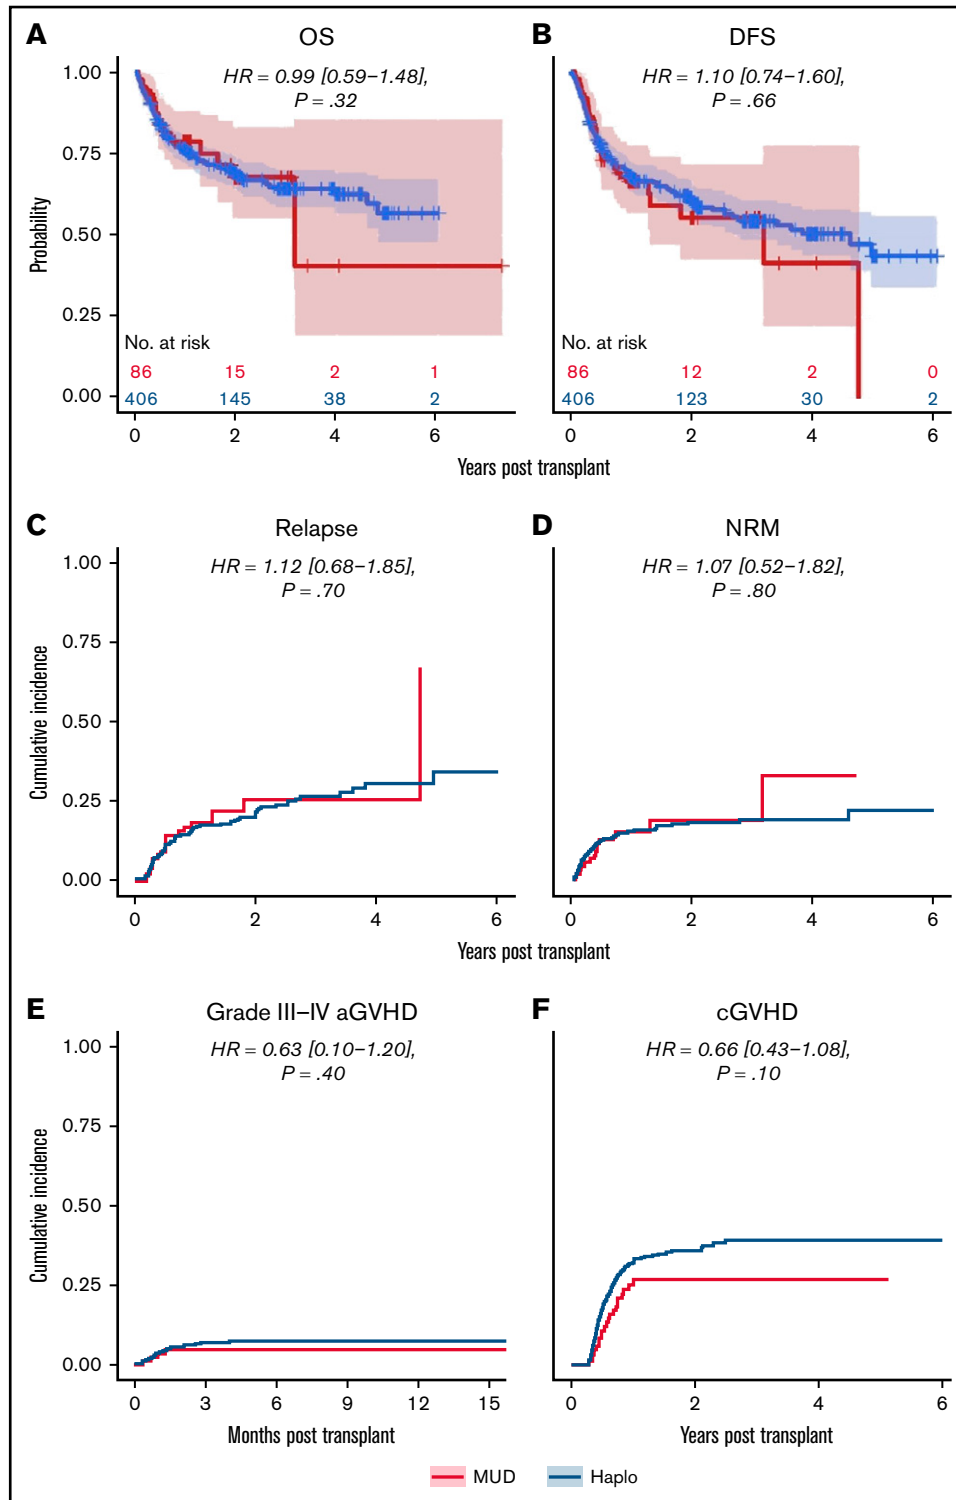 A
OS
HR = 0.99 [0.59–1.48],
P = .32
Probability
1.00
0.75
0.50
0.25
0.00
No. at risk
86 15 2 1
406 145 38 2
0 2 4 6
B
DFS
HR = 1.10 [0.74–1.60],
P = .66
No. at risk
86 12 2 0
406 123 30 2
0 2 4 6
Years post transplant
C
Relapse
HR = 1.12 [0.68–1.85],
P = .70
Cumulative incidence
1.00
0.75
0.50
0.25
0.00
0 2 4 6
D
NRM
HR = 1.07 [0.52–1.82],
P = .80
0 2 4 6
Years post transplant
E
Grade III–IV aGVHD
HR = 0.63 [0.10–1.20],
P = .40
Cumulative incidence
1.00
0.75
0.50
0.25
0.00
0 3 6 9 12 15
Months post transplant
F
cGVHD
HR = 0.66 [0.43–1.08],
P = .10
0 2 4 6
Years post transplant
MUD Haplo